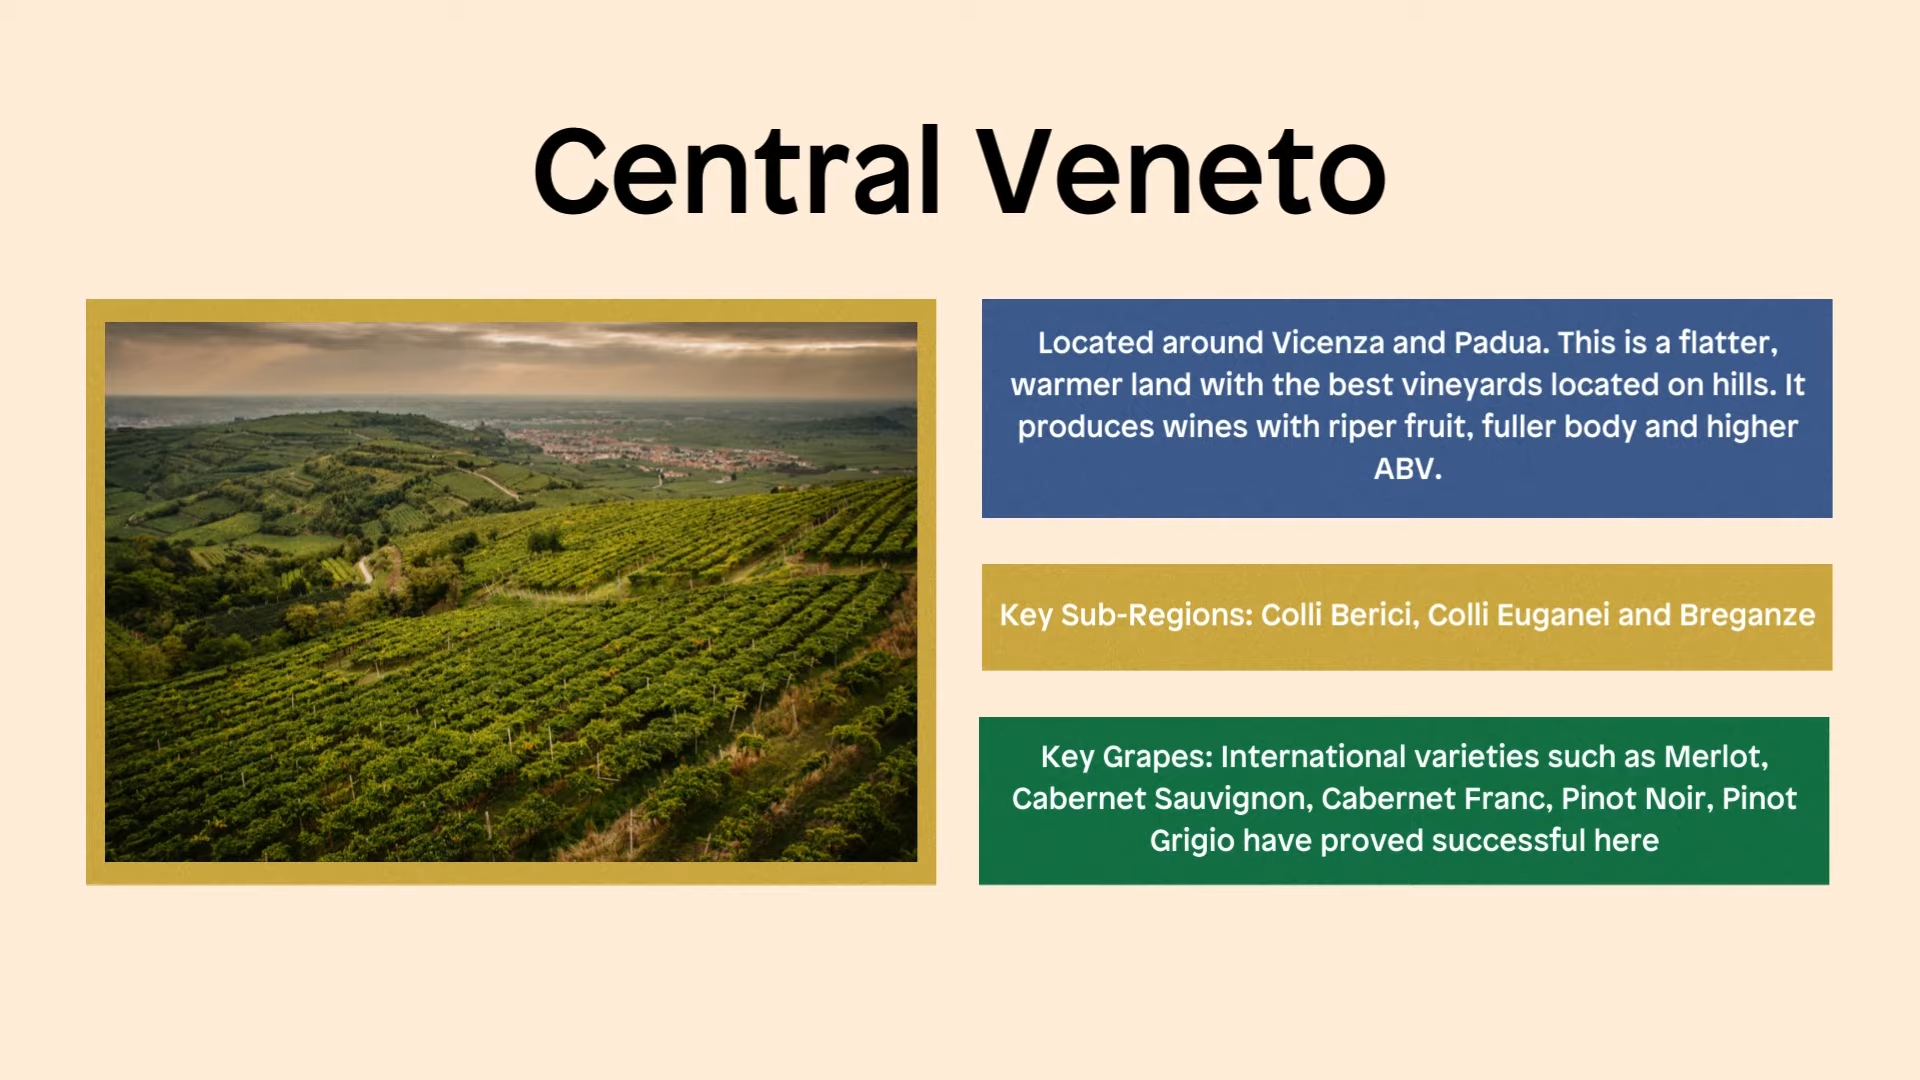 Central Veneto
Located around Vicenza and Padua. This is a flatter,
warmer land with the best vineyards located on hills. It
produces wines with riper fruit, fuller body and higher
ABV.
Key Sub-Regions: Colli Berici, Colli Euganei and Breganze
Key Grapes: International varieties such as Merlot,
Cabernet Sauvignon, Cabernet Franc, Pinot Noir, Pinot
Grigio have proved successful here